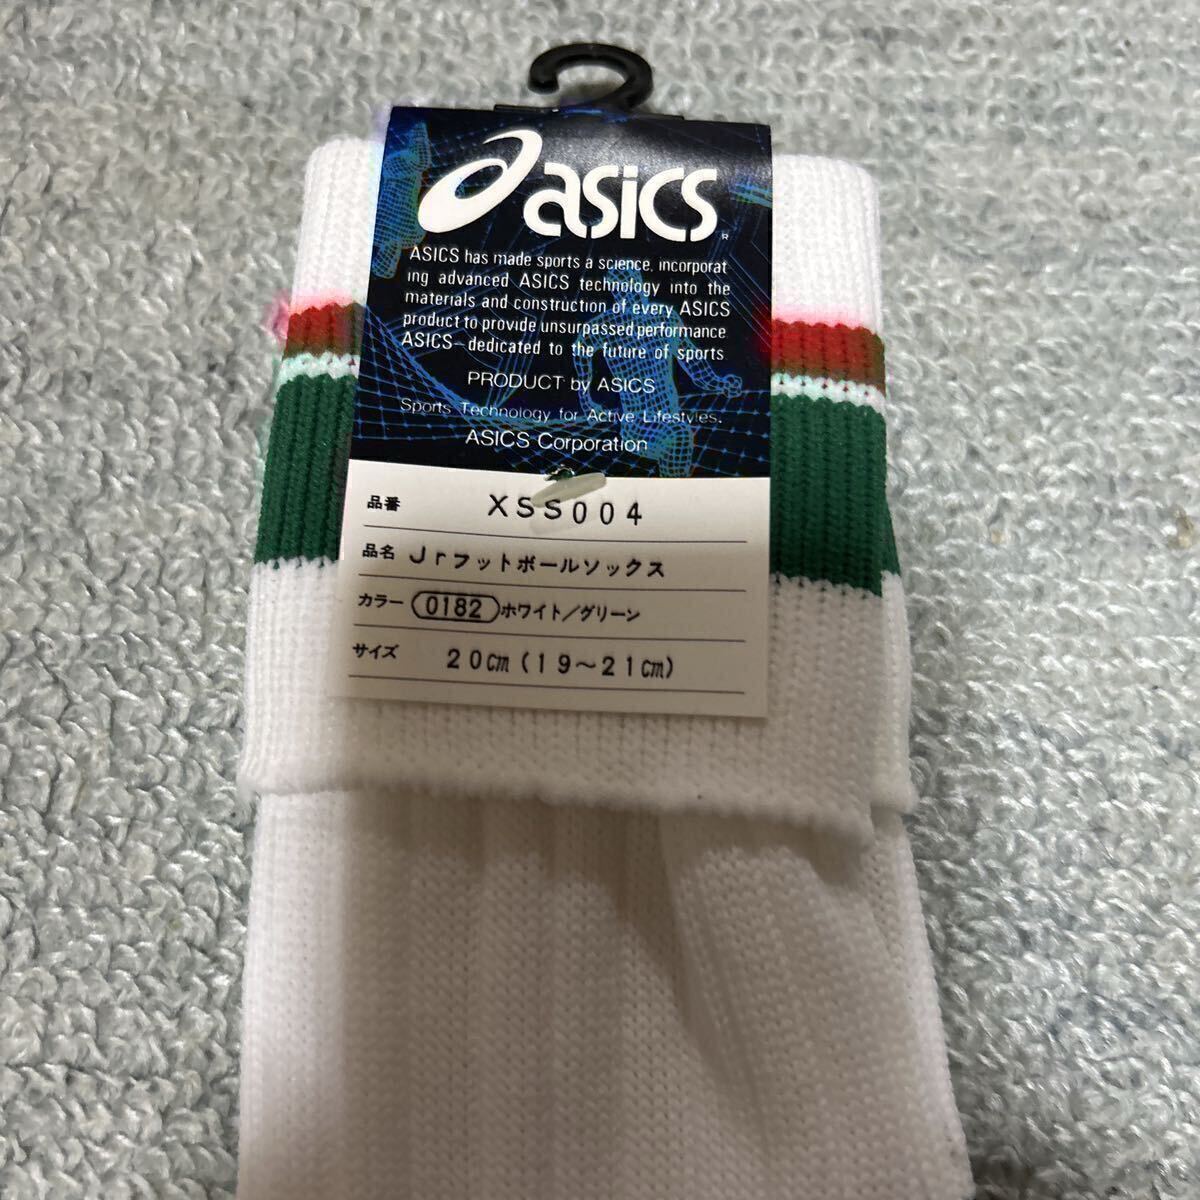 asics
R
ASICS has made sports a science, incorporat
ing advanced ASICS technology into the
materials and construction of every ASICS
product to provide unsurpassed performance.
ASICS—dedicated to the future of sports
PRODUCT by ASICS
Sports Technology for Active Lifestyles.
ASICS Corporation
品番 XSS004
品名 Jrフットボールソックス
カラー 0182 ホワイト/グリーン
サイズ 20cm(19~21cm)